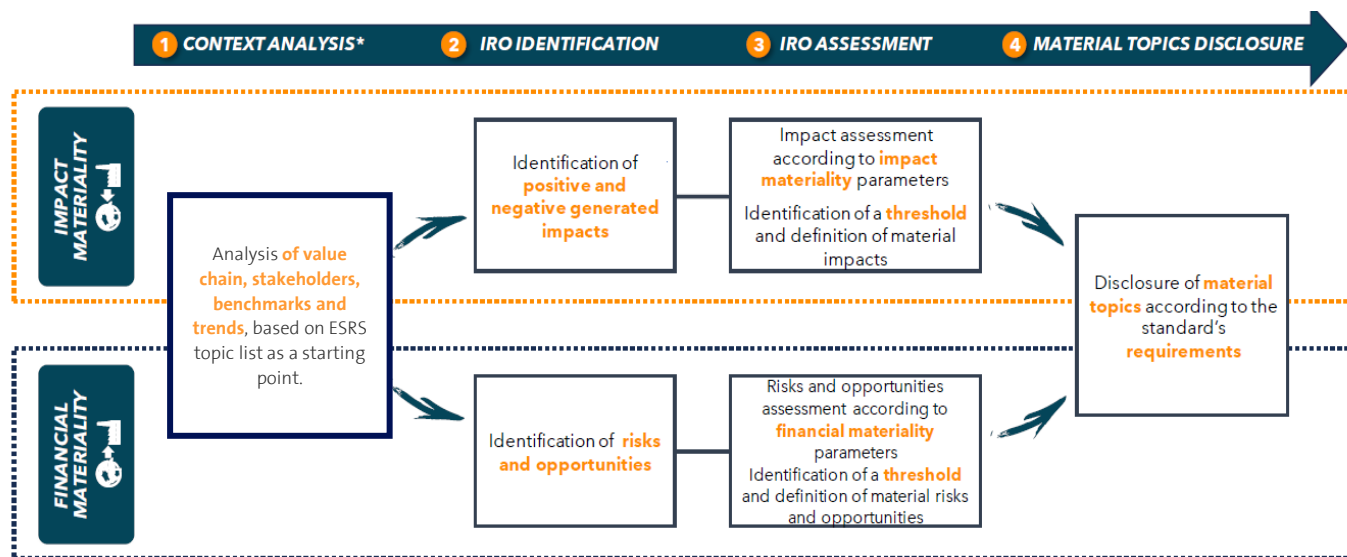 1 CONTEXT ANALYSIS*
2 IRO IDENTIFICATION
3 IRO ASSESSMENT
4 MATERIAL TOPICS DISCLOSURE
IMPACT
MATERIALITY
Analysis of value
chain, stakeholders,
benchmarks and
trends, based on ESRS
topic list as a starting
point.
Identification of
positive and
negative generated
impacts
Impact assessment
according to impact
materiality parameters
Identification of a threshold
and definition of material
impacts
Disclosure of material
topics according to the
standard's
requirements
FINANCIAL
MATERIALITY
Identification of risks
and opportunities
Risks and opportunities
assessment according to
financial materiality
parameters
Identification of a threshold
and definition of material risks
and opportunities